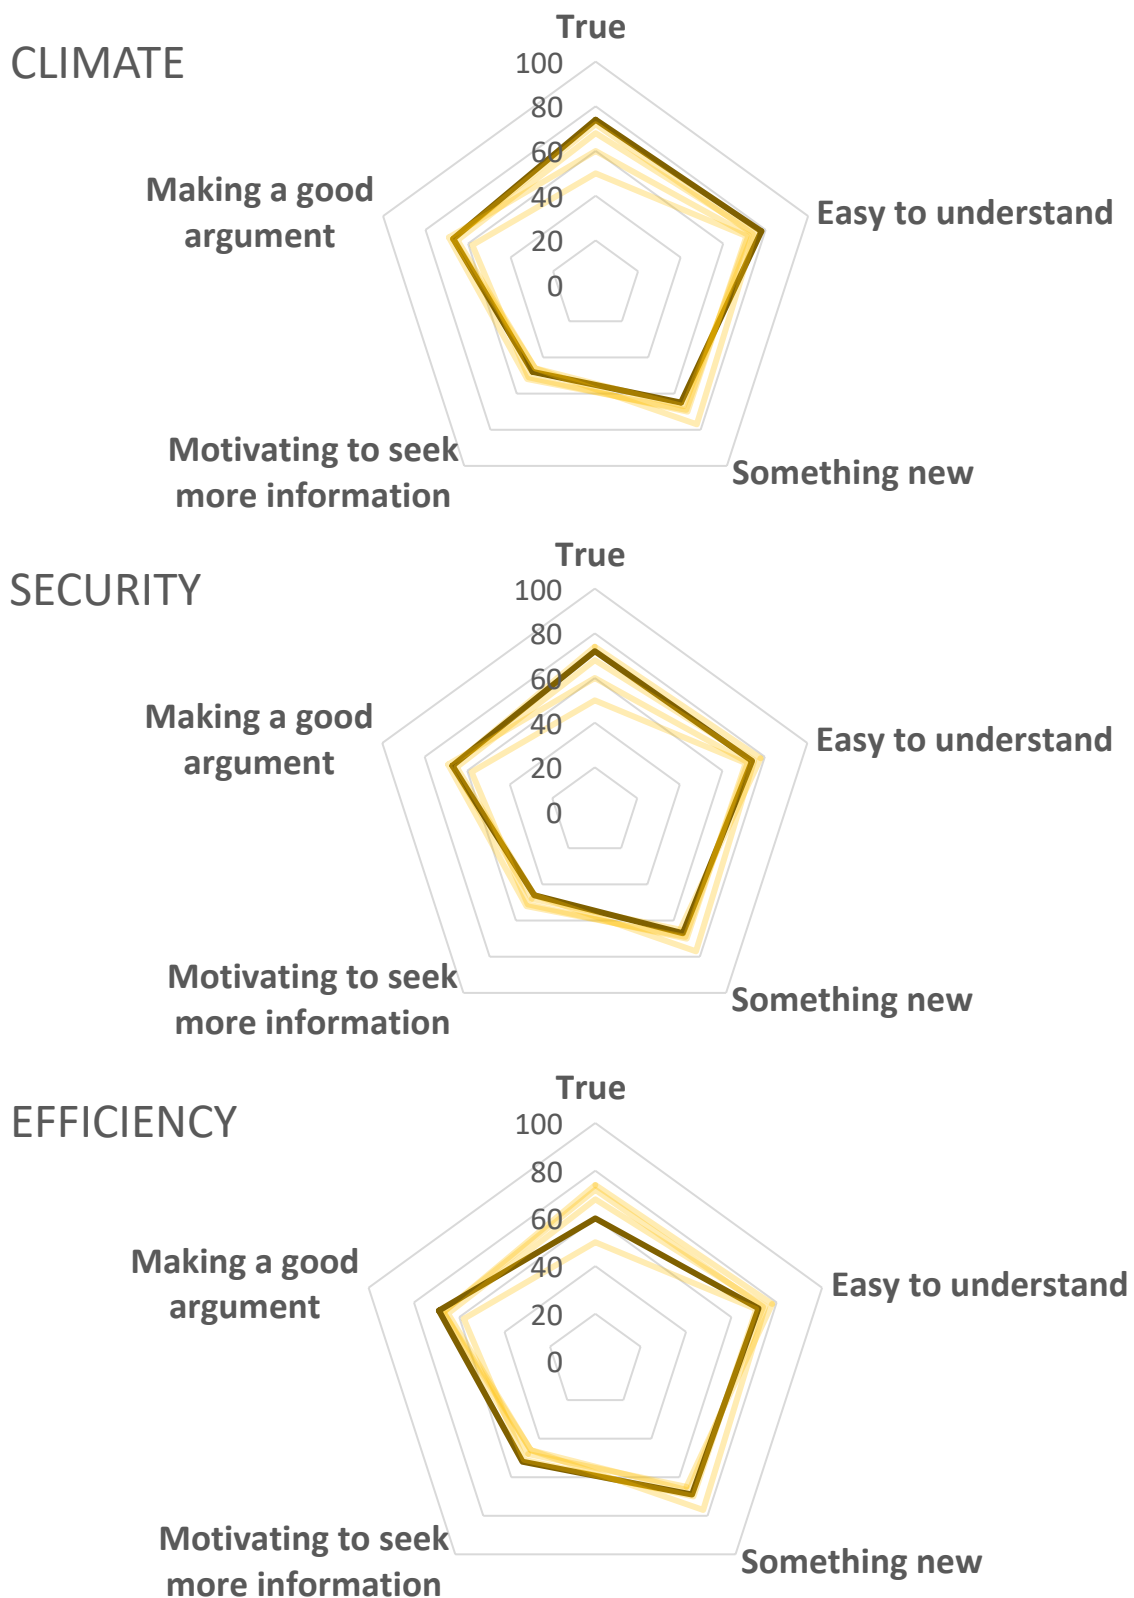 CLIMATE
True
100
80
60
40
20
0
Making a good
argument
Easy to understand
Motivating to seek
more information
Something new
SECURITY
True
100
80
60
40
20
0
Making a good
argument
Easy to understand
Motivating to seek
more information
Something new
EFFICIENCY
True
100
80
60
40
20
0
Making a good
argument
Easy to understand
Motivating to seek
more information
Something new